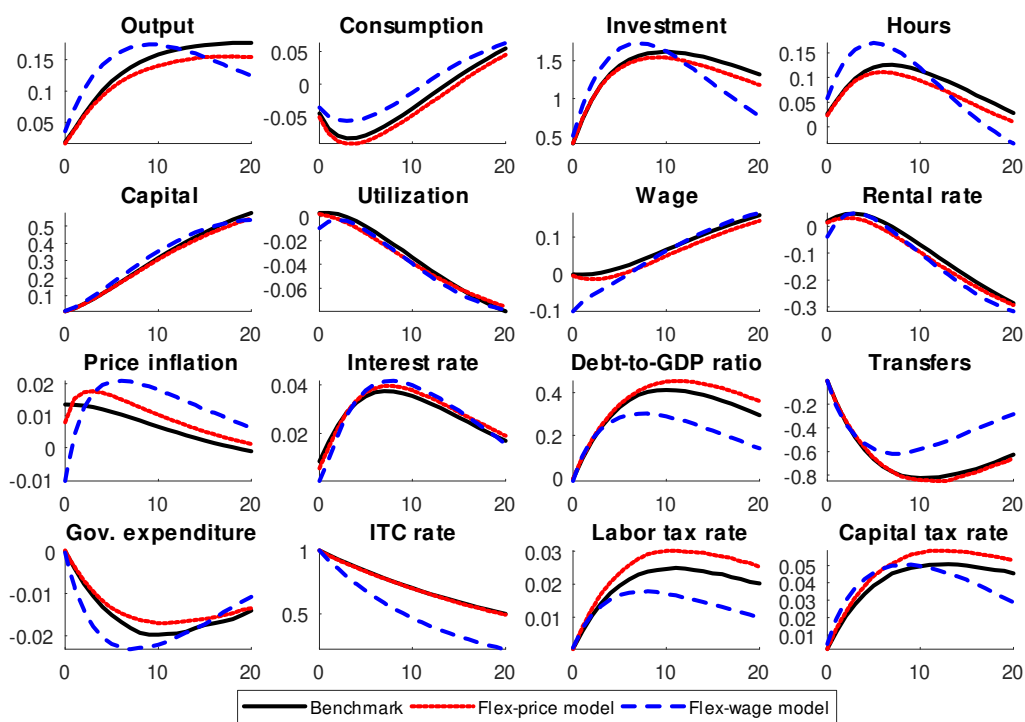 Output
Consumption
Investment
Hours
0.15
0.1
0.05
0 10 20
0.05
0
-0.05
0 10 20
1.5
1
0.5
0 10 20
0.15
0.1
0.05
0
0 10 20
Capital
Utilization
Wage
Rental rate
0.5
0.4
0.3
0.2
0.1
0 10 20
0
-0.02
-0.04
-0.06
0 10 20
0.1
0
-0.1
0 10 20
0
-0.1
-0.2
-0.3
0 10 20
Price inflation
Interest rate
Debt-to-GDP ratio
Transfers
0.02
0.01
0
-0.01
0 10 20
0.04
0.02
0 10 20
0.4
0.2
0
0 10 20
-0.2
-0.4
-0.6
-0.8
0 10 20
Gov. expenditure
ITC rate
Labor tax rate
Capital tax rate
0
-0.01
-0.02
0 10 20
1
0.5
0 10 20
0.03
0.02
0.01
0 10 20
0.05
0.04
0.03
0.02
0.01
0 10 20
Benchmark Flex-price model Flex-wage model